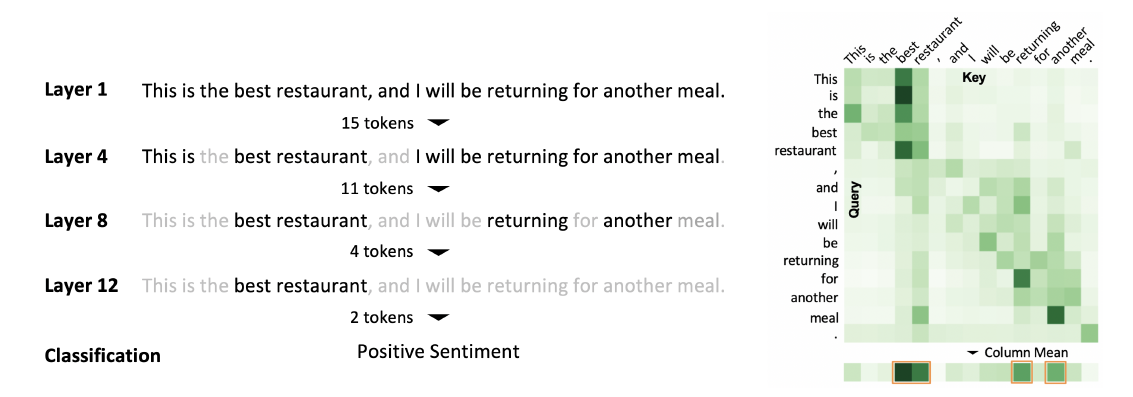 Layer 1 This is the best restaurant, and I will be returning for another meal.
15 tokens
Layer 4 This is the best restaurant, and I will be returning for another meal.
11 tokens
Layer 8 This is the best restaurant, and I will be returning for another meal.
4 tokens
Layer 12 This is the best restaurant, and I will be returning for another meal.
2 tokens
Classification Positive Sentiment
This is the best restaurant , and I will be returning for another meal .
Key
Query
This
is
the
best
restaurant
,
and
I
will
be
returning
for
another
meal
.
Column Mean